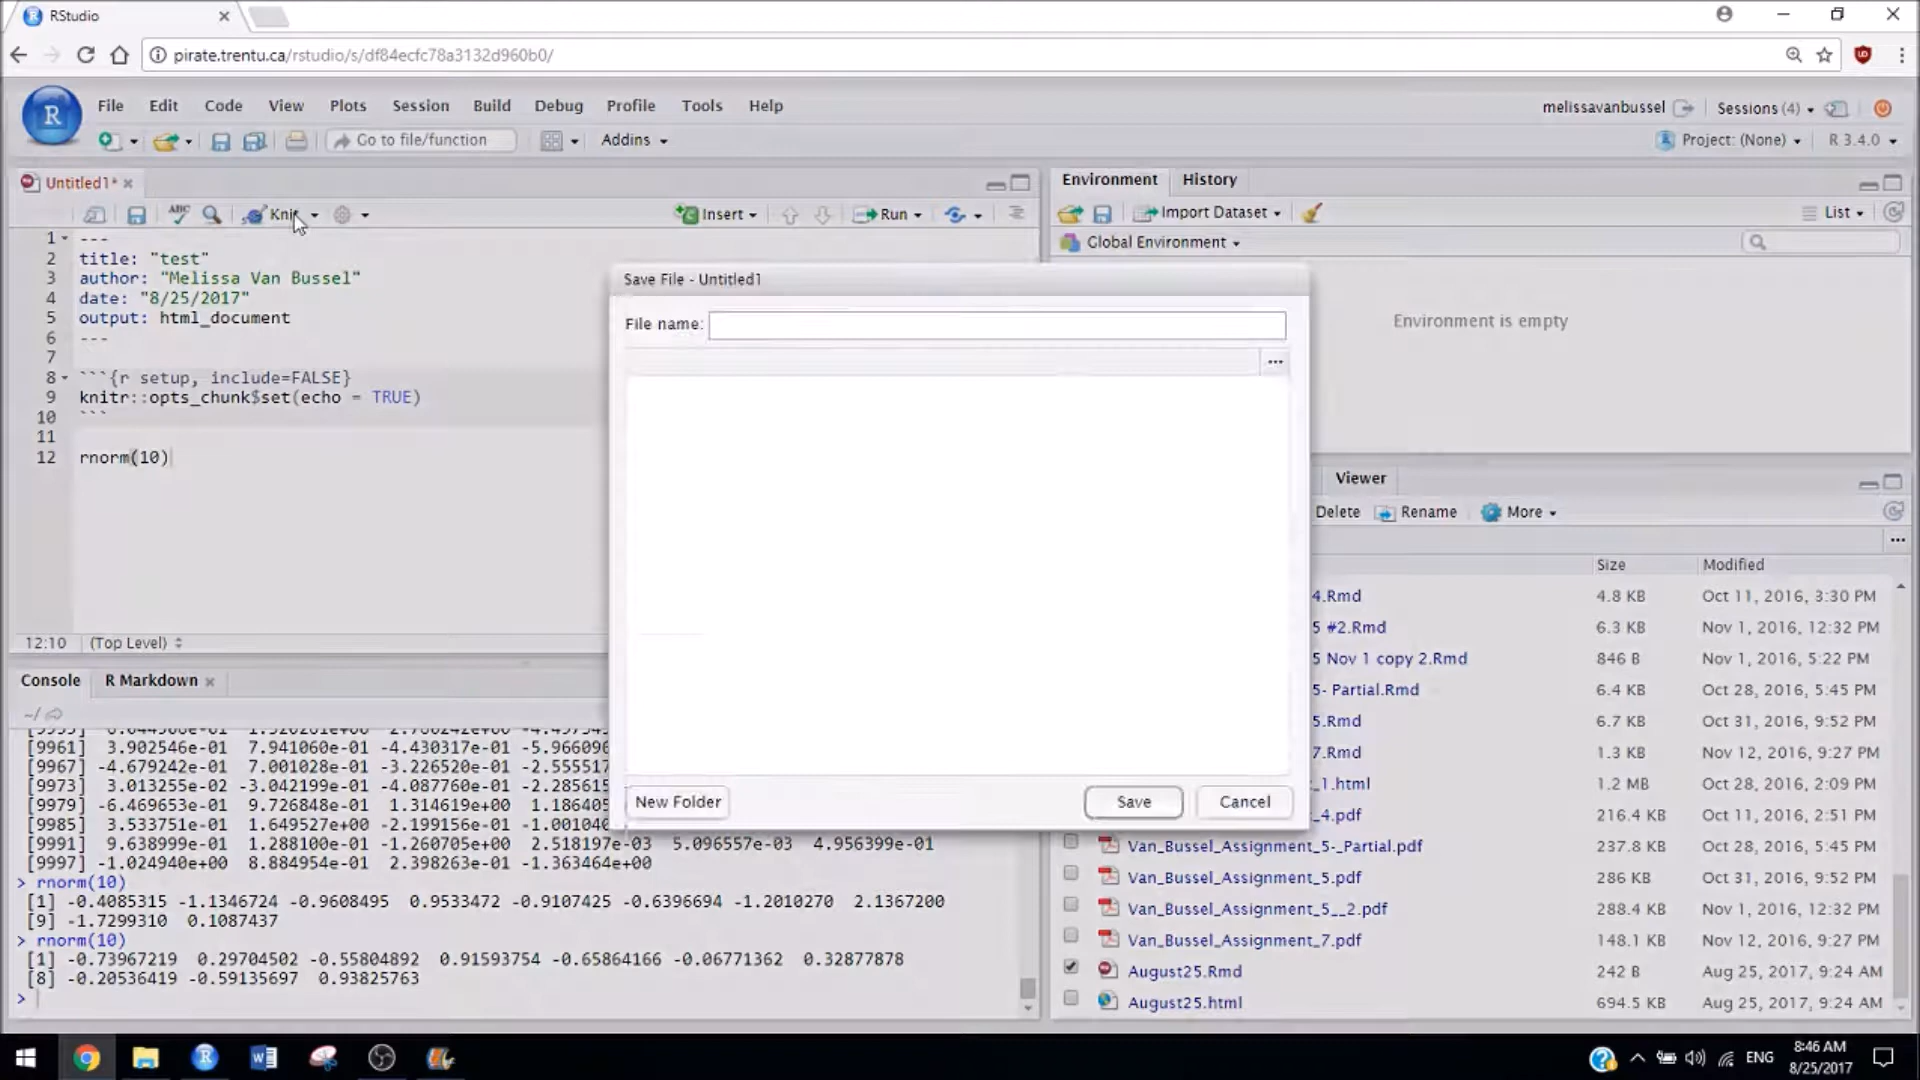 RStudio
pirate.trentu.ca/rstudio/s/df84ecfc78a3132d960b0/
File Edit Code View Plots Session Build Debug Profile Tools Help
melissavanbussel Sessions (4)
Go to file/function Addins
Project: (None) R 3.4.0
Untitled1*
Environment History
ABC Knit Insert Run
Import Dataset List
Global Environment
1 ---
2 title: "test"
3 author: "Melissa Van Bussel"
4 date: "8/25/2017"
5 output: html_document
6 ---
7
8 ```{r setup, include=FALSE}
9 knitr::opts_chunk$set(echo = TRUE)
10 ```
11
12 rnorm(10)
12:10 (Top Level)
Save File - Untitled1
File name:
...
New Folder Save Cancel
Environment is empty
Viewer
Delete Rename More
...
Size Modified
4.Rmd 4.8 KB Oct 11, 2016, 3:30 PM
5 #2.Rmd 6.3 KB Nov 1, 2016, 12:32 PM
5 Nov 1 copy 2.Rmd 846 B Nov 1, 2016, 5:22 PM
5- Partial.Rmd 6.4 KB Oct 28, 2016, 5:45 PM
5.Rmd 6.7 KB Oct 31, 2016, 9:52 PM
7.Rmd 1.3 KB Nov 12, 2016, 9:27 PM
_1.html 1.2 MB Oct 28, 2016, 2:09 PM
_4.pdf 216.4 KB Oct 11, 2016, 2:51 PM
Van_Bussel_Assignment_5-_Partial.pdf 237.8 KB Oct 28, 2016, 5:45 PM
Van_Bussel_Assignment_5.pdf 286 KB Oct 31, 2016, 9:52 PM
Van_Bussel_Assignment_5__2.pdf 288.4 KB Nov 1, 2016, 12:32 PM
Van_Bussel_Assignment_7.pdf 148.1 KB Nov 12, 2016, 9:27 PM
August25.Rmd 242 B Aug 25, 2017, 9:24 AM
August25.html 694.5 KB Aug 25, 2017, 9:24 AM
Console R Markdown
~/
[9961] 3.902546e-01 7.941060e-01 -4.430317e-01 -5.966096
[9967] -4.679242e-01 7.001028e-01 -3.226520e-01 -2.555517
[9973] 3.013255e-02 -3.042199e-01 -4.087760e-01 -2.285615
[9979] -6.469653e-01 9.726848e-01 1.314619e+00 1.186405
[9985] 3.533751e-01 1.649527e+00 -2.199156e-01 -1.001040
[9991] 9.638999e-01 1.288100e-01 -1.260705e+00 2.518197e-03 5.096557e-03 4.956399e-01
[9997] -1.024940e+00 8.884954e-01 2.398263e-01 -1.363464e+00
> rnorm(10)
[1] -0.4085315 -1.1346724 -0.9608495 0.9533472 -0.9107425 -0.6396694 -1.2010270 2.1367200
[9] -1.7299310 0.1087437
> rnorm(10)
[1] -0.73967219 0.29704502 -0.55804892 0.91593754 -0.65864166 -0.06771362 0.32877878
[8] -0.20536419 -0.59135697 0.93825763
>
ENG 8:46 AM
8/25/2017